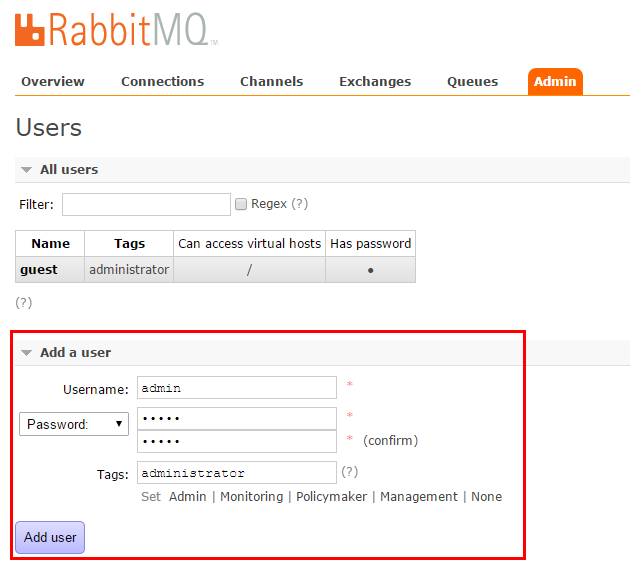 RabbitMQ™
Overview Connections Channels Exchanges Queues Admin
Users
All users
Filter: Regex (?)
Name Tags Can access virtual hosts Has password
guest administrator / ●
(?)
Add a user
Username: admin *
Password: ••••• *
••••• * (confirm)
Tags: administrator (?)
Set Admin | Monitoring | Policymaker | Management | None
Add user